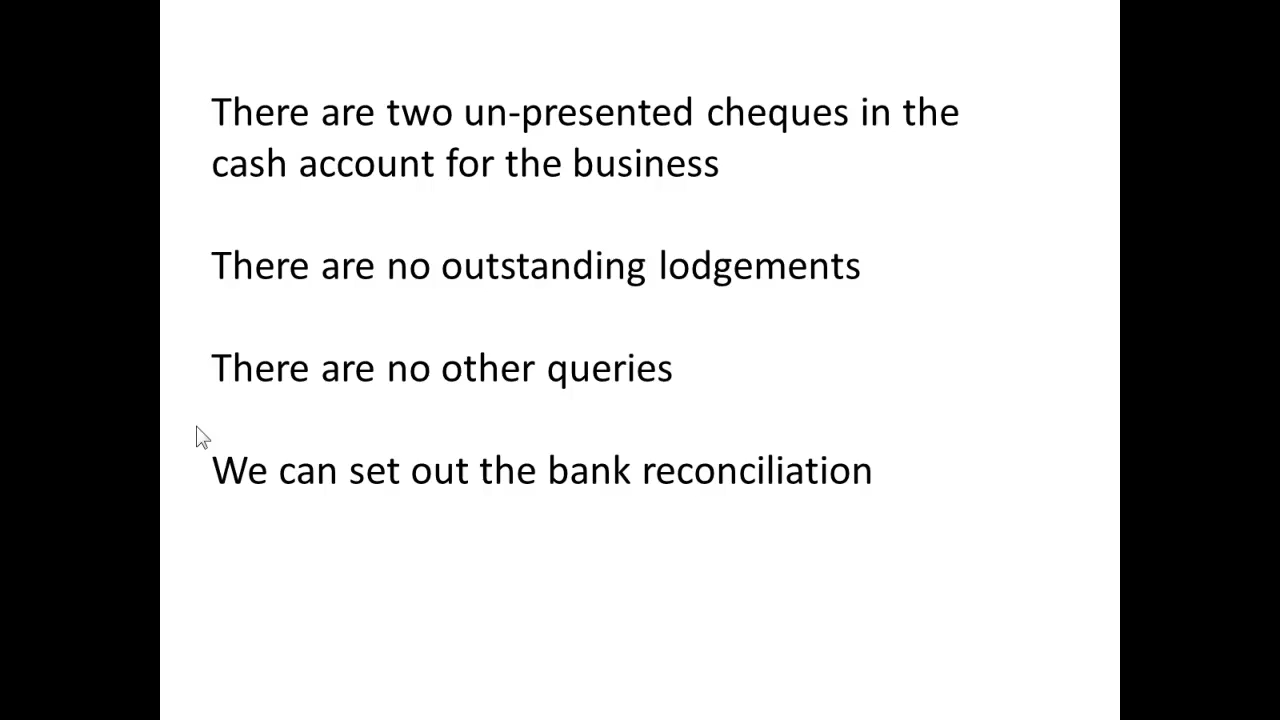 There are two un-presented cheques in the
cash account for the business
There are no outstanding lodgements
There are no other queries
We can set out the bank reconciliation